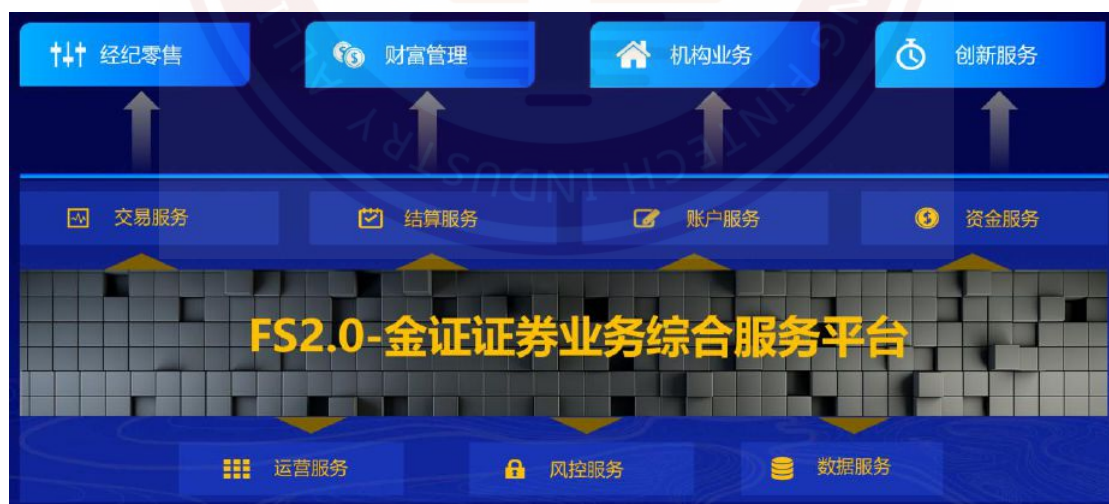 经纪零售
财富管理
机构业务
创新服务
FINTECH INDUSTRY
交易服务
结算服务
账户服务
资金服务
FS2.0-金证证券业务综合服务平台
运营服务
风控服务
数据服务